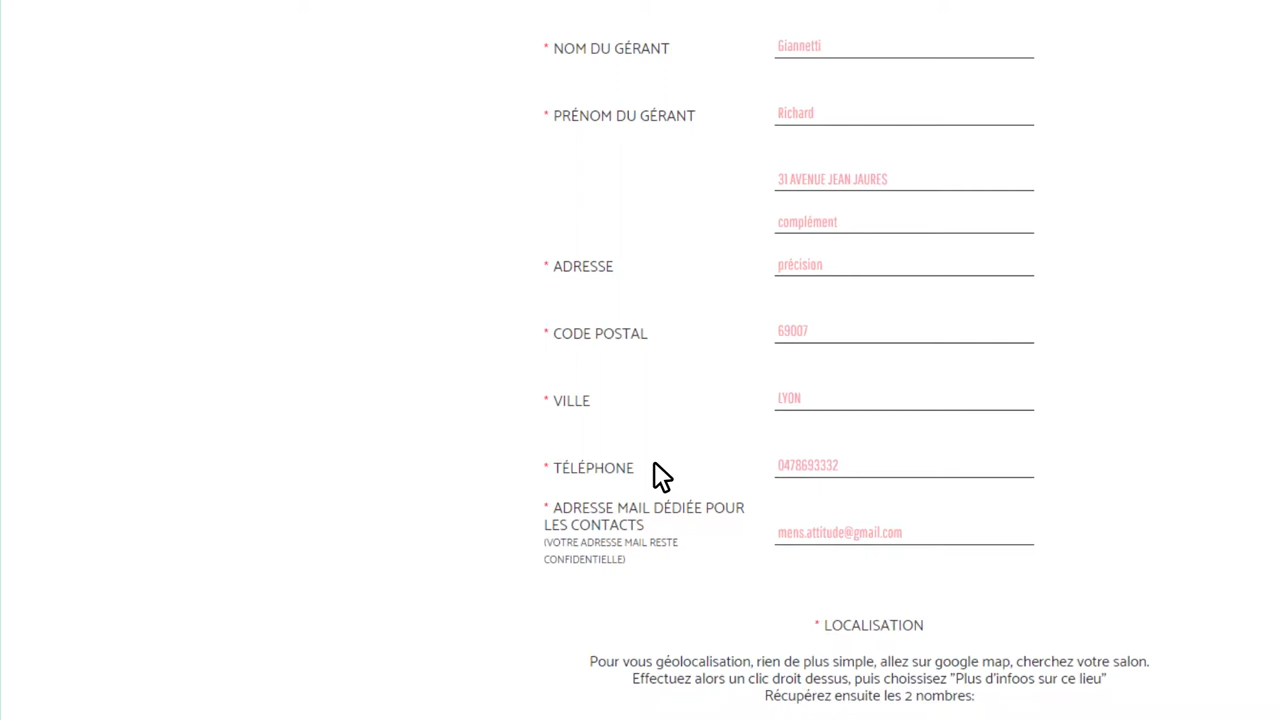 * NOM DU GÉRANT Giannetti
* PRÉNOM DU GÉRANT Richard
31 AVENUE JEAN JAURES
complément
* ADRESSE précision
* CODE POSTAL 69007
* VILLE LYON
* TÉLÉPHONE 0478693332
* ADRESSE MAIL DÉDIÉE POUR
LES CONTACTS
(VOTRE ADRESSE MAIL RESTE
CONFIDENTIELLE)
mens.attitude@gmail.com
* LOCALISATION
Pour vous géolocalisation, rien de plus simple, allez sur google map, cherchez votre salon.
Effectuez alors un clic droit dessus, puis choissisez "Plus d'infoos sur ce lieu"
Récupérez ensuite les 2 nombres: